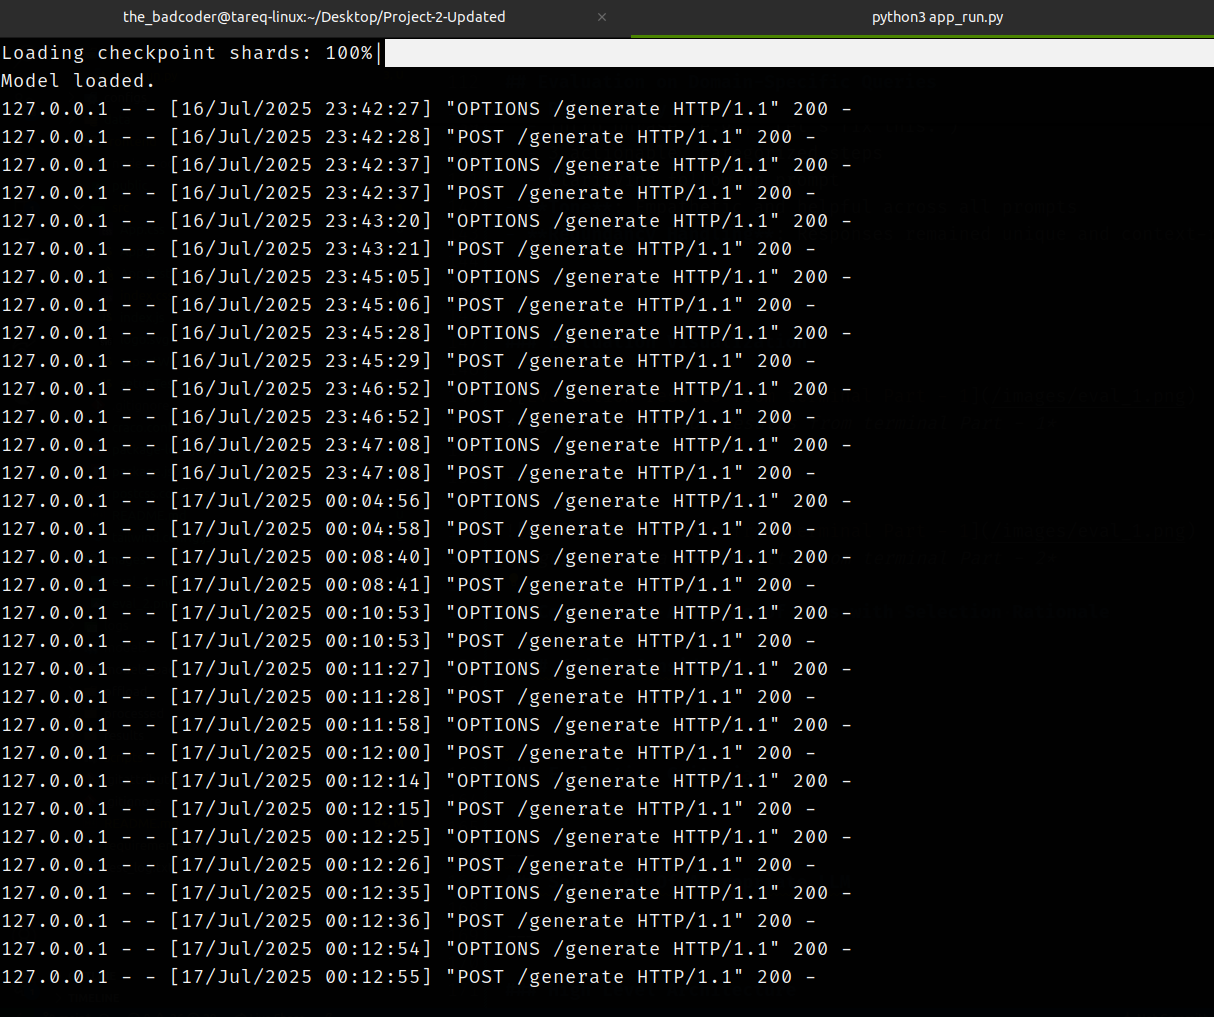 the_badcoder@tareq-linux:~/Desktop/Project-2-Updated × python3 app_run.py
Loading checkpoint shards: 100%|
Model loaded.
127.0.0.1 - - [16/Jul/2025 23:42:27] "OPTIONS /generate HTTP/1.1" 200 -
127.0.0.1 - - [16/Jul/2025 23:42:28] "POST /generate HTTP/1.1" 200 -
127.0.0.1 - - [16/Jul/2025 23:42:37] "OPTIONS /generate HTTP/1.1" 200 -
127.0.0.1 - - [16/Jul/2025 23:42:37] "POST /generate HTTP/1.1" 200 -
127.0.0.1 - - [16/Jul/2025 23:43:20] "OPTIONS /generate HTTP/1.1" 200 -
127.0.0.1 - - [16/Jul/2025 23:43:21] "POST /generate HTTP/1.1" 200 -
127.0.0.1 - - [16/Jul/2025 23:45:05] "OPTIONS /generate HTTP/1.1" 200 -
127.0.0.1 - - [16/Jul/2025 23:45:06] "POST /generate HTTP/1.1" 200 -
127.0.0.1 - - [16/Jul/2025 23:45:28] "OPTIONS /generate HTTP/1.1" 200 -
127.0.0.1 - - [16/Jul/2025 23:45:29] "POST /generate HTTP/1.1" 200 -
127.0.0.1 - - [16/Jul/2025 23:46:52] "OPTIONS /generate HTTP/1.1" 200 -
127.0.0.1 - - [16/Jul/2025 23:46:52] "POST /generate HTTP/1.1" 200 -
127.0.0.1 - - [16/Jul/2025 23:47:08] "OPTIONS /generate HTTP/1.1" 200 -
127.0.0.1 - - [16/Jul/2025 23:47:08] "POST /generate HTTP/1.1" 200 -
127.0.0.1 - - [17/Jul/2025 00:04:56] "OPTIONS /generate HTTP/1.1" 200 -
127.0.0.1 - - [17/Jul/2025 00:04:58] "POST /generate HTTP/1.1" 200 -
127.0.0.1 - - [17/Jul/2025 00:08:40] "OPTIONS /generate HTTP/1.1" 200 -
127.0.0.1 - - [17/Jul/2025 00:08:41] "POST /generate HTTP/1.1" 200 -
127.0.0.1 - - [17/Jul/2025 00:10:53] "OPTIONS /generate HTTP/1.1" 200 -
127.0.0.1 - - [17/Jul/2025 00:10:53] "POST /generate HTTP/1.1" 200 -
127.0.0.1 - - [17/Jul/2025 00:11:27] "OPTIONS /generate HTTP/1.1" 200 -
127.0.0.1 - - [17/Jul/2025 00:11:28] "POST /generate HTTP/1.1" 200 -
127.0.0.1 - - [17/Jul/2025 00:11:58] "OPTIONS /generate HTTP/1.1" 200 -
127.0.0.1 - - [17/Jul/2025 00:12:00] "POST /generate HTTP/1.1" 200 -
127.0.0.1 - - [17/Jul/2025 00:12:14] "OPTIONS /generate HTTP/1.1" 200 -
127.0.0.1 - - [17/Jul/2025 00:12:15] "POST /generate HTTP/1.1" 200 -
127.0.0.1 - - [17/Jul/2025 00:12:25] "OPTIONS /generate HTTP/1.1" 200 -
127.0.0.1 - - [17/Jul/2025 00:12:26] "POST /generate HTTP/1.1" 200 -
127.0.0.1 - - [17/Jul/2025 00:12:35] "OPTIONS /generate HTTP/1.1" 200 -
127.0.0.1 - - [17/Jul/2025 00:12:36] "POST /generate HTTP/1.1" 200 -
127.0.0.1 - - [17/Jul/2025 00:12:54] "OPTIONS /generate HTTP/1.1" 200 -
127.0.0.1 - - [17/Jul/2025 00:12:55] "POST /generate HTTP/1.1" 200 -